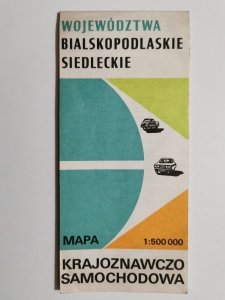 WOJEWÓDZTWA
BIALSKOPODLASKIE
SIEDLECKIE
MAPA 1:500 000
KRAJOZNAWCZO
SAMOCHODOWA